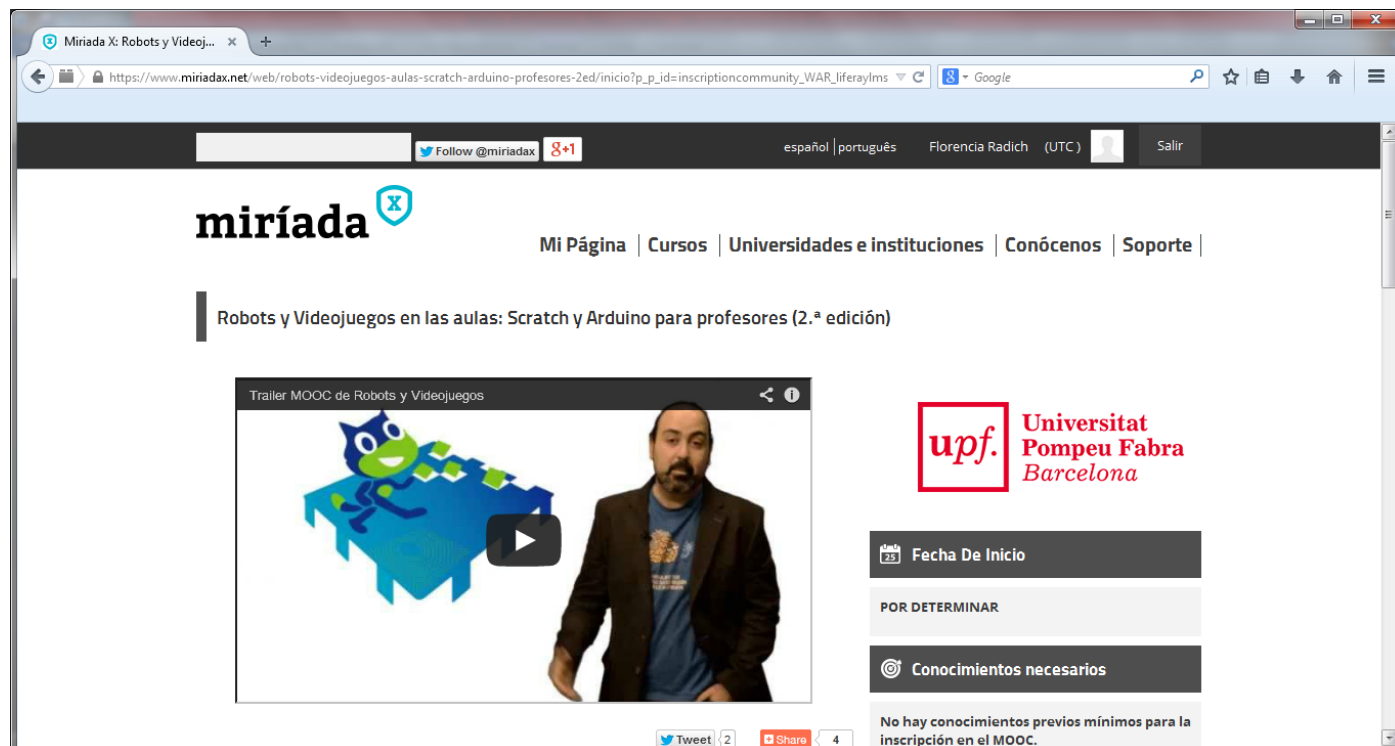 Miriada X: Robots y Videoj...
https://www.miriadax.net/web/robots-videojuegos-aulas-scratch-arduino-profesores-2ed/inicio?p_p_id=inscriptioncommunity_WAR_liferaylms
Google
Follow @miriadax
+1
español | português
Florencia Radich (UTC)
Salir
miríada X
Mi Página | Cursos | Universidades e instituciones | Conócenos | Soporte |
Robots y Videojuegos en las aulas: Scratch y Arduino para profesores (2.ª edición)
Trailer MOOC de Robots y Videojuegos
upf.
Universitat
Pompeu Fabra
Barcelona
25
Fecha De Inicio
POR DETERMINAR
Conocimientos necesarios
No hay conocimientos previos mínimos para la
inscripción en el MOOC.
Tweet 2
Share 4